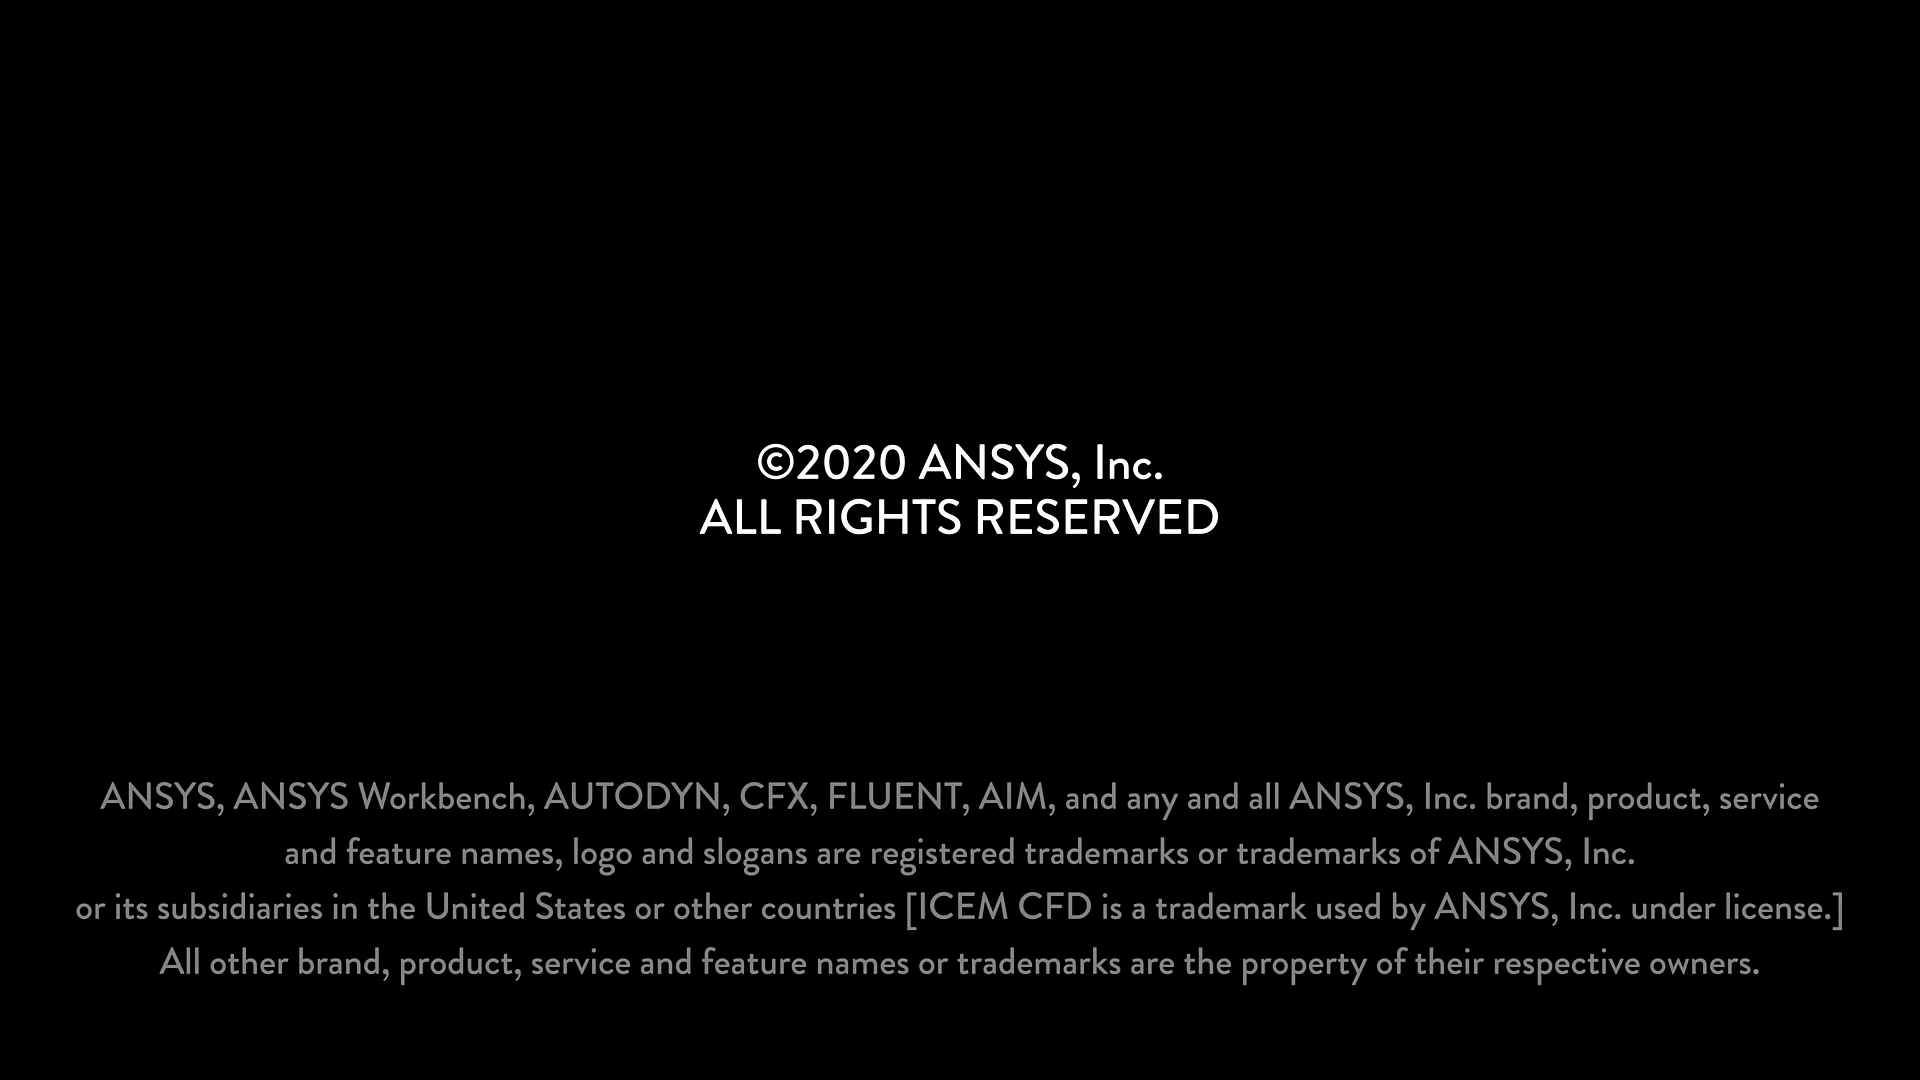 ©2020 ANSYS, Inc.
ALL RIGHTS RESERVED
ANSYS, ANSYS Workbench, AUTODYN, CFX, FLUENT, AIM, and any and all ANSYS, Inc. brand, product, service
and feature names, logo and slogans are registered trademarks or trademarks of ANSYS, Inc.
or its subsidiaries in the United States or other countries [ICEM CFD is a trademark used by ANSYS, Inc. under license.]
All other brand, product, service and feature names or trademarks are the property of their respective owners.